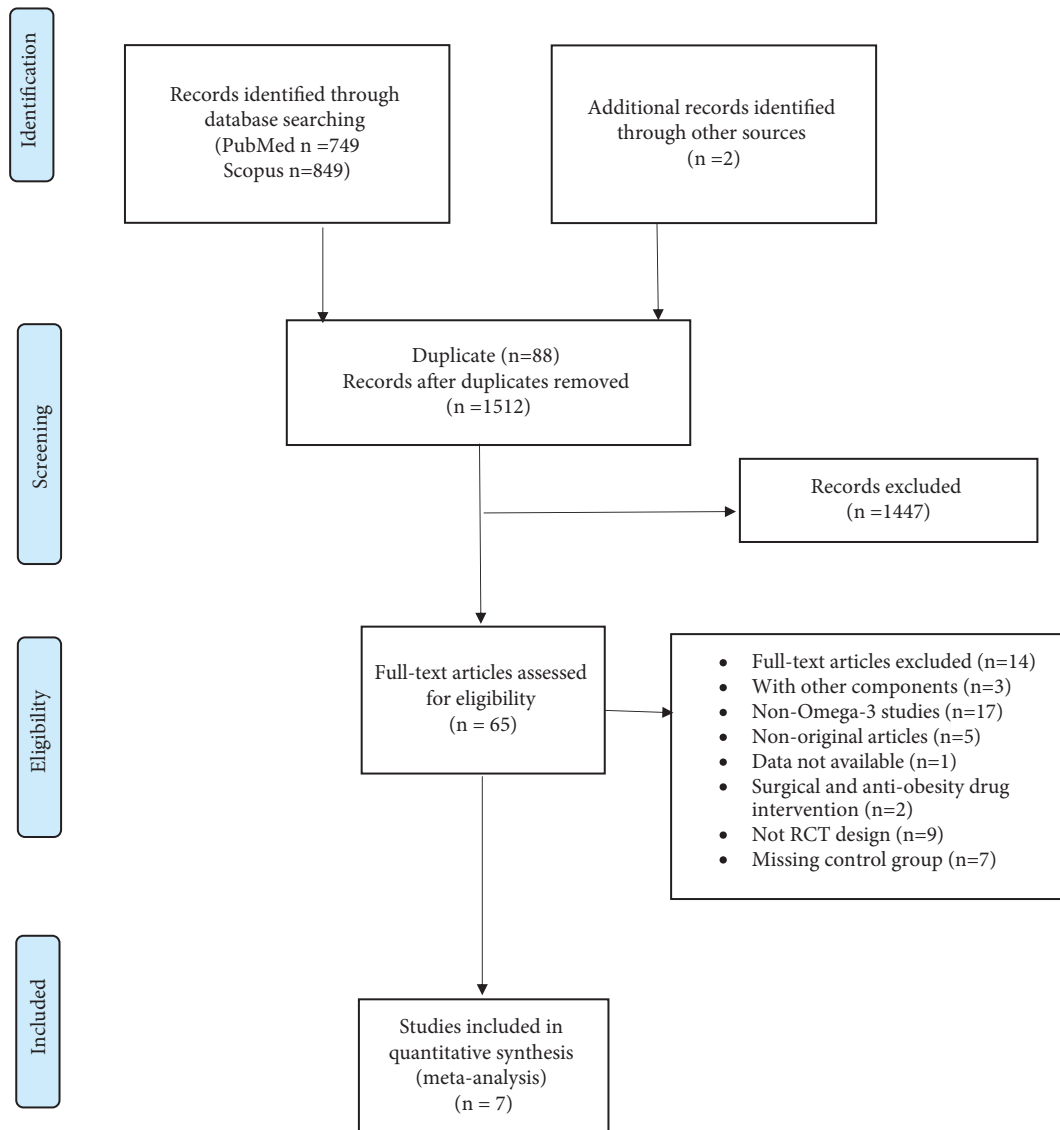 Identification
Records identified through
database searching
(PubMed n =749
Scopus n=849)
Additional records identified
through other sources
(n =2)
Screening
Duplicate (n=88)
Records after duplicates removed
(n =1512)
Records excluded
(n =1447)
Eligibility
Full-text articles assessed
for eligibility
(n = 65)
• Full-text articles excluded (n=14)
• With other components (n=3)
• Non-Omega-3 studies (n=17)
• Non-original articles (n=5)
• Data not available (n=1)
• Surgical and anti-obesity drug
intervention (n=2)
• Not RCT design (n=9)
• Missing control group (n=7)
Included
Studies included in
quantitative synthesis
(meta-analysis)
(n = 7)